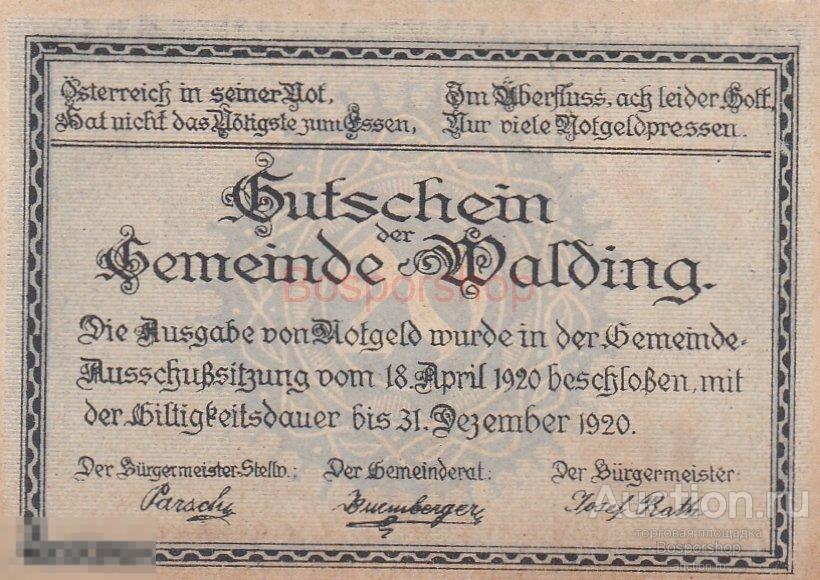 Österreich in seiner Not,
Hat nicht das Nötigste zum Essen,
Im Überfluss, ach leider Gott,
Nur viele Notgeldpressen.
Gutschein
der
Gemeinde Walding.
Bosporshop
Die Ausgabe von Notgeld wurde in der Gemeinde-
Ausschußsitzung vom 18. April 1920 beschloßen, mit
der Giltigkeitsdauer bis 31. Dezember 1920.
Der Bürgermeister-Stellv.: Der Gemeinderat: Der Bürgermeister:
Parsch Josef Rath
Auction.ru
торговая площадка
Bosporshop